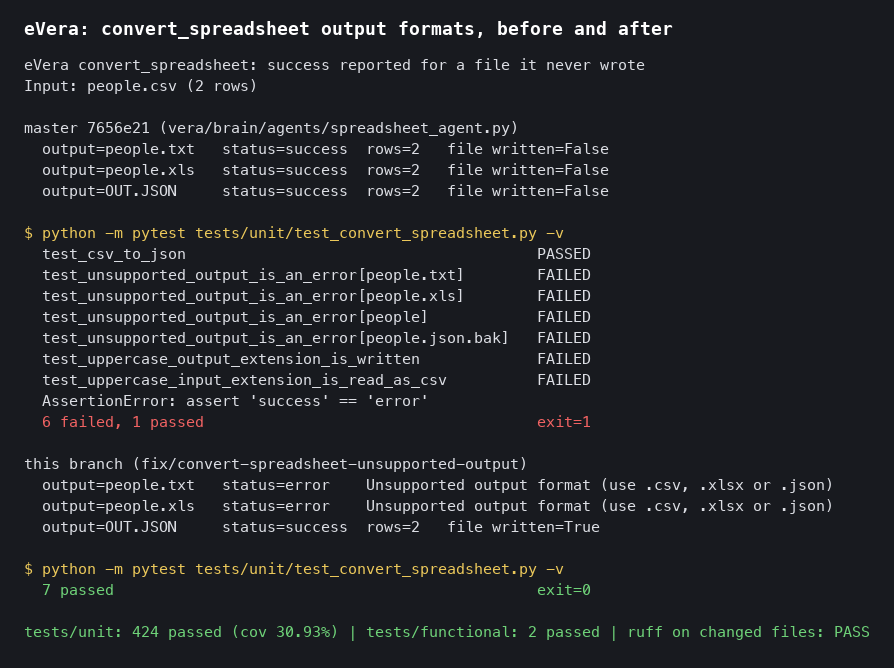 eVera: convert_spreadsheet output formats, before and after
eVera convert_spreadsheet: success reported for a file it never wrote
Input: people.csv (2 rows)
master 7656e21 (vera/brain/agents/spreadsheet_agent.py)
output=people.txt   status=success  rows=2   file written=False
output=people.xls   status=success  rows=2   file written=False
output=OUT.JSON     status=success  rows=2   file written=False
$ python -m pytest tests/unit/test_convert_spreadsheet.py -v
test_csv_to_json                                       PASSED
test_unsupported_output_is_an_error[people.txt]        FAILED
test_unsupported_output_is_an_error[people.xls]        FAILED
test_unsupported_output_is_an_error[people]            FAILED
test_unsupported_output_is_an_error[people.json.bak]   FAILED
test_uppercase_output_extension_is_written             FAILED
test_uppercase_input_extension_is_read_as_csv          FAILED
AssertionError: assert 'success' == 'error'
6 failed, 1 passed                                     exit=1
this branch (fix/convert-spreadsheet-unsupported-output)
output=people.txt   status=error    Unsupported output format (use .csv, .xlsx or .json)
output=people.xls   status=error    Unsupported output format (use .csv, .xlsx or .json)
output=OUT.JSON     status=success  rows=2   file written=True
$ python -m pytest tests/unit/test_convert_spreadsheet.py -v
7 passed                                               exit=0
tests/unit: 424 passed (cov 30.93%) | tests/functional: 2 passed | ruff on changed files: PASS